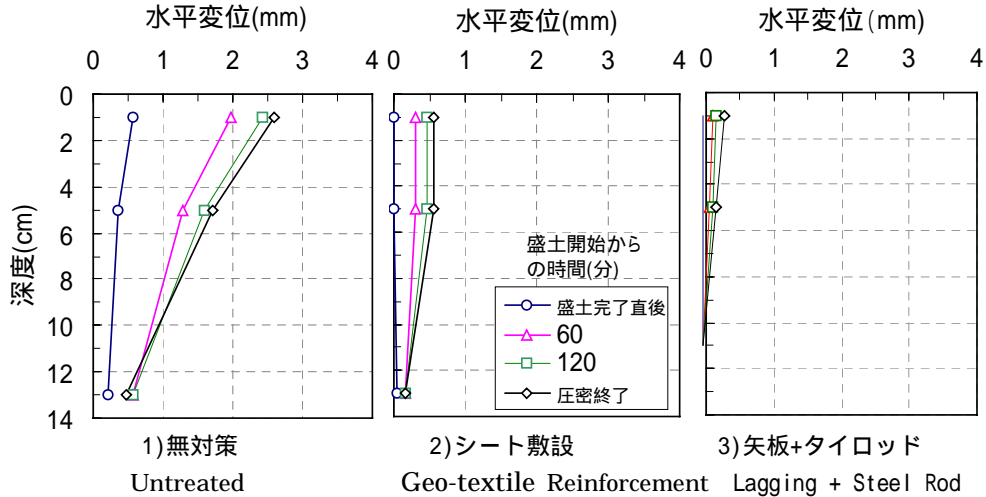 水平変位(mm)
水平変位(mm)
水平変位(mm)
0 1 2 3 4
0 1 2 3 4
0 1 2 3 4
深度(cm)
0
2
4
6
8
10
12
14
盛土開始から
の時間(分)
盛土完了直後
60
120
圧密終了
1)無対策
2)シート敷設
3)矢板+タイロッド
Untreated
Geo-textile Reinforcement
Lagging + Steel Rod